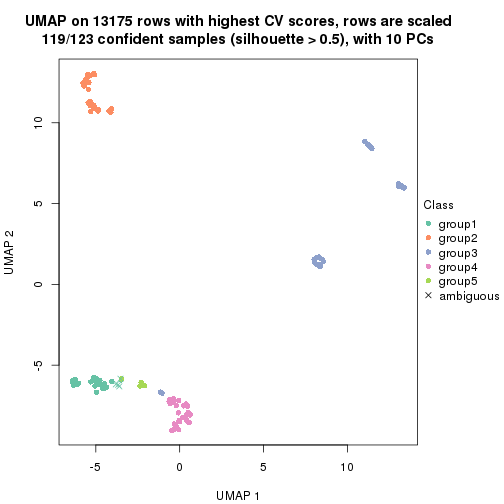 UMAP on 13175 rows with highest CV scores, rows are scaled
119/123 confident samples (silhouette > 0.5), with 10 PCs
10
5
0
-5
UMAP 2
-5
0
5
10
UMAP 1
Class
group1
group2
group3
group4
group5
ambiguous